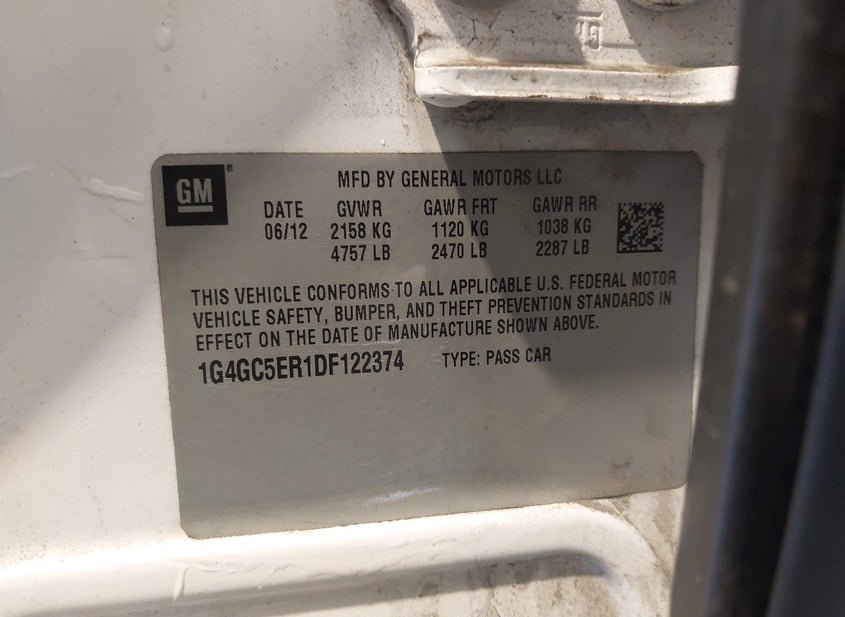 GM ® MFD BY GENERAL MOTORS LLC
DATE GVWR GAWR FRT GAWR RR
06/12 2158 KG 1120 KG 1038 KG
4757 LB 2470 LB 2287 LB
THIS VEHICLE CONFORMS TO ALL APPLICABLE U.S. FEDERAL MOTOR
VEHICLE SAFETY, BUMPER, AND THEFT PREVENTION STANDARDS IN
EFFECT ON THE DATE OF MANUFACTURE SHOWN ABOVE.
1G4GC5ER1DF122374 TYPE: PASS CAR